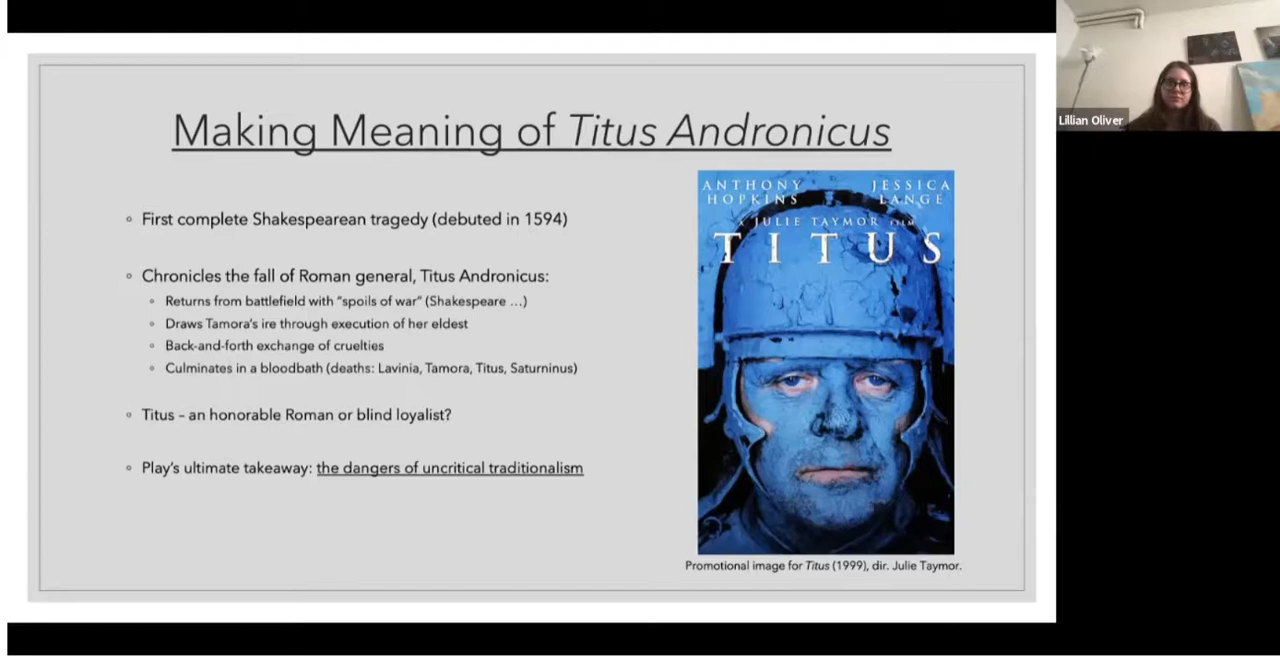 Making Meaning of Titus Andronicus
First complete Shakespearean tragedy (debuted in 1594)
Chronicles the fall of Roman general, Titus Andronicus:
Returns from battlefield with "spoils of war" (Shakespeare ...)
Draws Tamora's ire through execution of her eldest
Back-and-forth exchange of cruelties
Culminates in a bloodbath (deaths: Lavinia, Tamora, Titus, Saturninus)
Titus – an honorable Roman or blind loyalist?
Play's ultimate takeaway: the dangers of uncritical traditionalism
ANTHONY JESSICA
HOPKINS LANGE
A JULIE TAYMOR FILM
TITUS
Promotional image for Titus (1999), dir. Julie Taymor.
Lillian Oliver